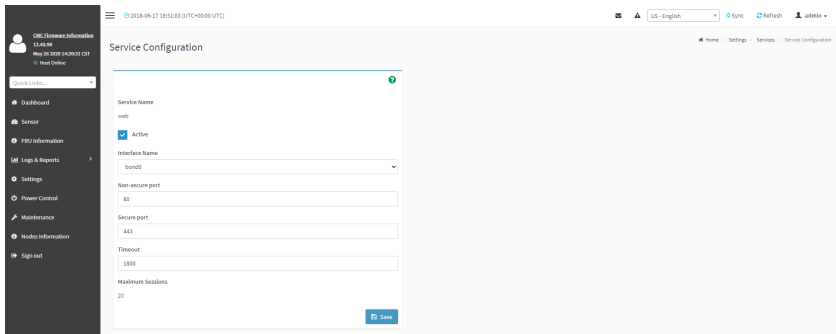 2018-06-17 18:51:03 (UTC+00:00 UTC)
US - English
Sync
Refresh
admin
CMC Firmware Information
12.40.98
May 26 2020 14:20:31 CST
Host Online
Quick Links...
Dashboard
Sensor
FRU Information
Logs & Reports
Settings
Power Control
Maintenance
Nodes Information
Sign out
Service Configuration
Home > Settings > Services > Service Configuration
Service Name
web
Active
Interface Name
bond0
Non-secure port
80
Secure port
443
Timeout
1800
Maximum Sessions
20
Save